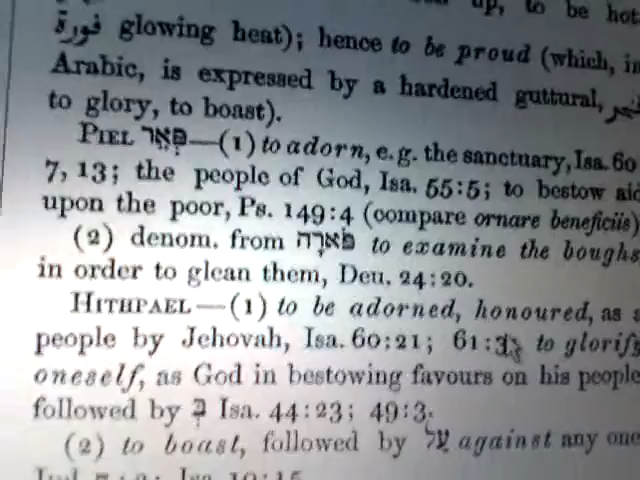 up, to be hot
فورة glowing heat); hence to be proud (which, in
Arabic, is expressed by a hardened guttural,
to glory, to boast).
PIEL פֵּאֵר—(1) to adorn, e. g. the sanctuary, Isa. 60
7, 13; the people of God, Isa. 55:5; to bestow aid
upon the poor, Ps. 149:4 (compare ornare beneficiis)
(2) denom. from פֹּארָה to examine the boughs
in order to glean them, Deu. 24:20.
HITHPAEL—(1) to be adorned, honoured, as a
people by Jehovah, Isa. 60:21; 61:3; to glorify
oneself, as God in bestowing favours on his people
followed by בְּ Isa. 44:23; 49:3.
(2) to boast, followed by עַל against any one